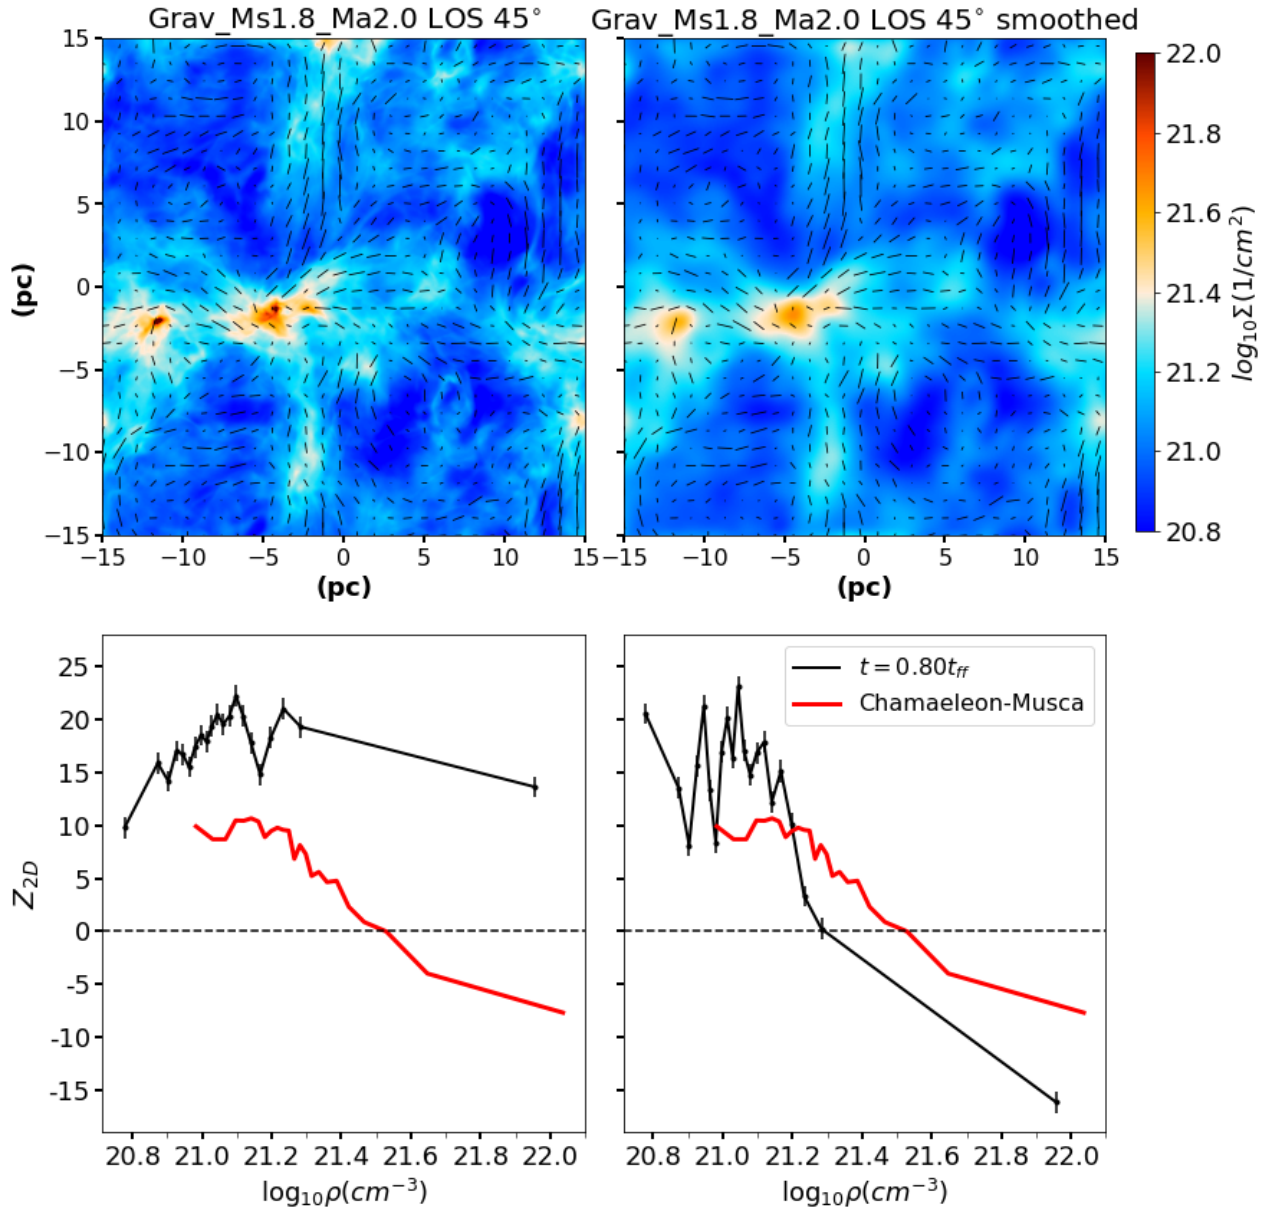 Grav_Ms1.8_Ma2.0 LOS 45°
Grav_Ms1.8_Ma2.0 LOS 45° smoothed
15
10
5
0
−5
−10
−15
(pc)
−15 −10 −5 0 5 10 15
(pc)
−15 −10 −5 0 5 10 15
(pc)
22.0
21.8
21.6
21.4
21.2
21.0
20.8
log₁₀Σ(1/cm²)
25
20
15
10
5
0
-5
-10
-15
Z₂D
20.8 21.0 21.2 21.4 21.6 21.8 22.0
log₁₀ρ(cm⁻³)
t = 0.80t_ff
Chamaeleon-Musca
20.8 21.0 21.2 21.4 21.6 21.8 22.0
log₁₀ρ(cm⁻³)